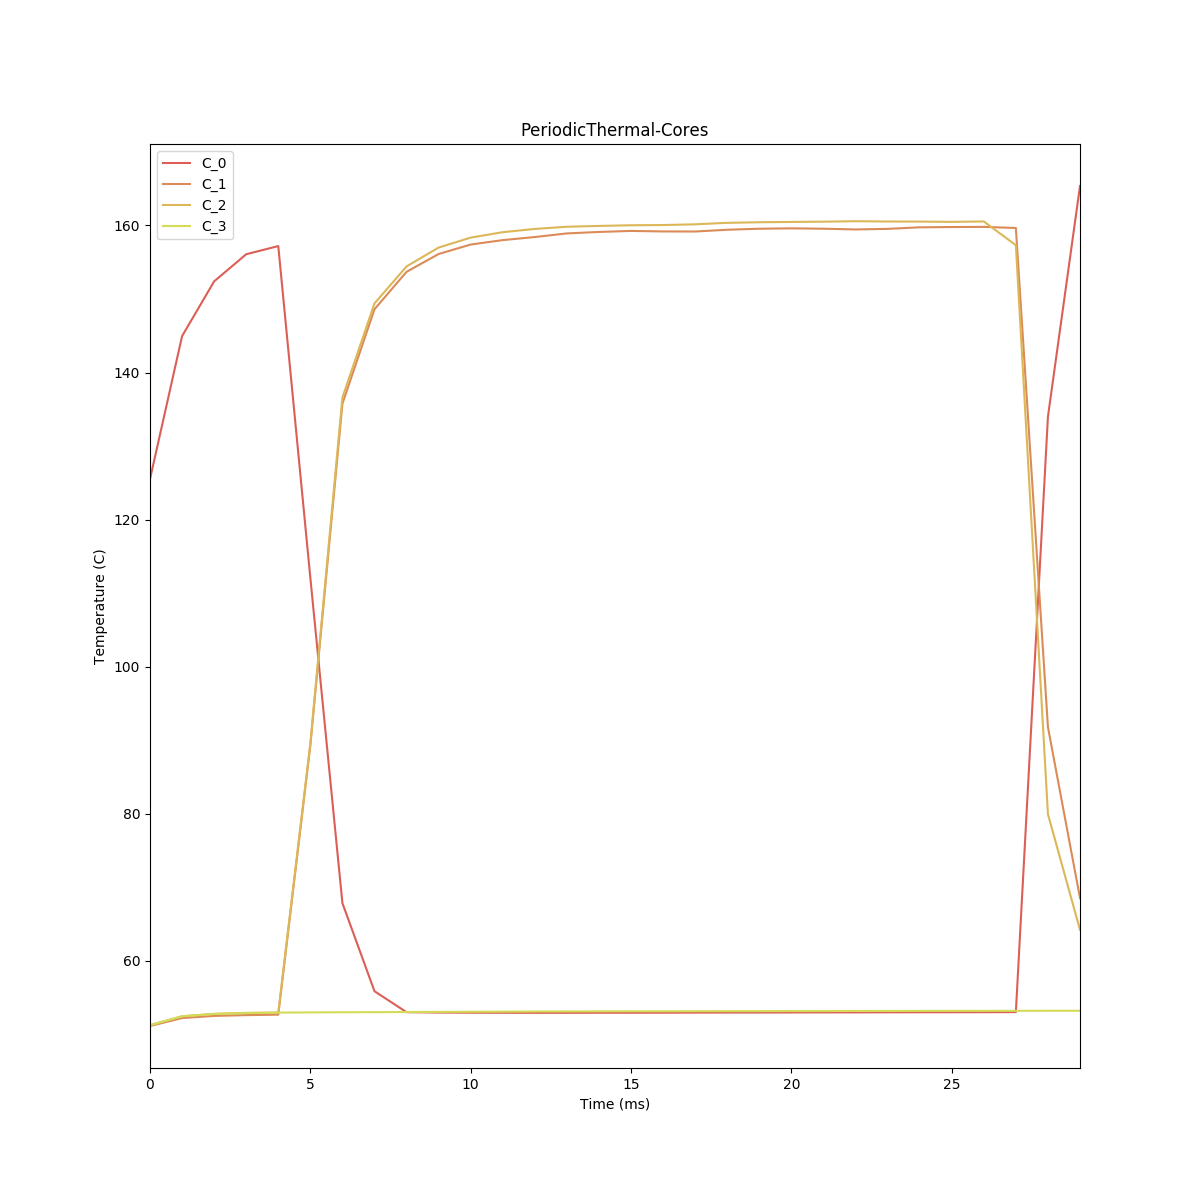 PeriodicThermal-Cores
C_0
C_1
C_2
C_3
160
140
120
100
80
60
Temperature (C)
0 5 10 15 20 25
Time (ms)